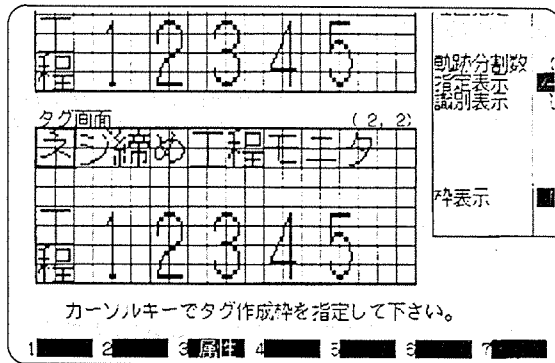 工程 1 2 3 4 5
軌跡分割数
指定表示
識別表示
タグ画面 (2, 2)
ネジ締め工程モニタ
枠表示
工程 1 2 3 4 5
カーソルキーでタグ作成枠を指定して下さい。
1 2 3 属性 4 5 6 7